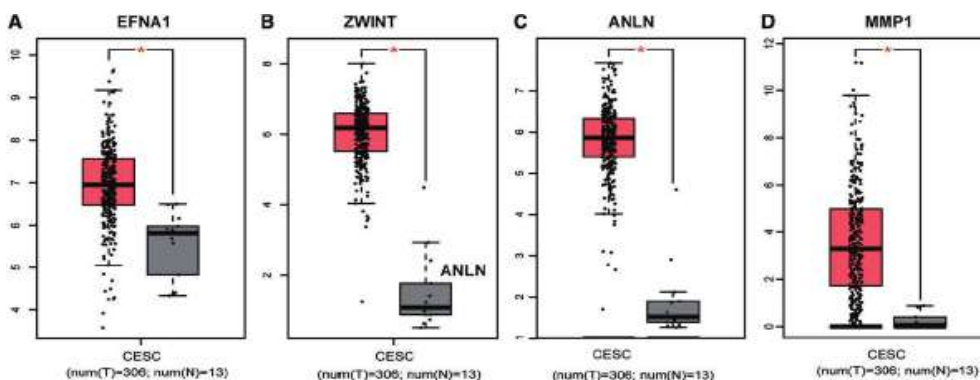 A EFNA1
B ZWINT
C ANLN
D MMP1
10
9
8
7
6
5
4
*
CESC
(num(T)=306; num(N)=13)
8
6
4
2
*
ANLN
CESC
(num(T)=306; num(N)=13)
7
6
5
4
3
2
1
*
CESC
(num(T)=306; num(N)=13)
12
10
8
6
4
2
0
*
CESC
(num(T)=306; num(N)=13)